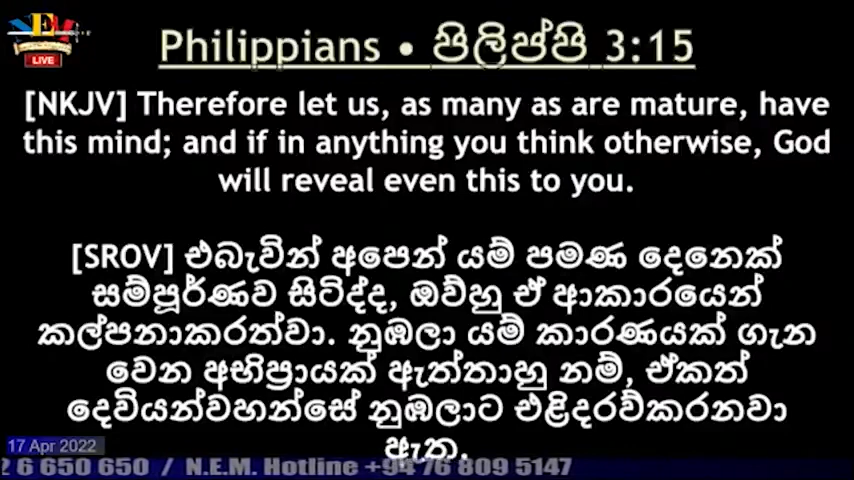 NEM
LIVE
Philippians • පිලිප්පි 3:15
[NKJV] Therefore let us, as many as are mature, have
this mind; and if in anything you think otherwise, God
will reveal even this to you.
[SROV] එබැවින් අපෙන් යම් පමණ දෙනෙක්
සම්පූර්ණව සිටිද්ද, ඔව්හු ඒ ආකාරයෙන්
කල්පනාකරත්වා. නුඹලා යම් කාරණයක් ගැන
වෙන අභිප්‍රායක් ඇත්තාහු නම්, ඒකත්
දෙවියන්වහන්සේ නුඹලාට එළිදරව්කරනවා
ඇත.
17 Apr 2022
2 6 650 650 / N.E.M. Hotline +94 76 809 5147